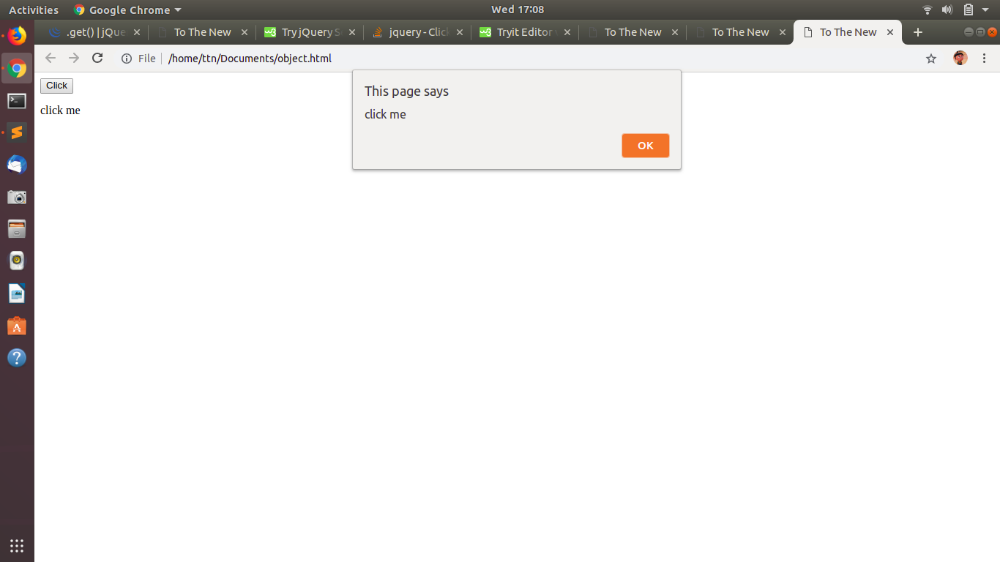 Activities Google Chrome Wed 17:08
.get() | jQue To The New Try jQuery S jquery - Click Tryit Editor To The New To The New To The New
File /home/ttn/Documents/object.html
Click
click me
This page says
click me
OK